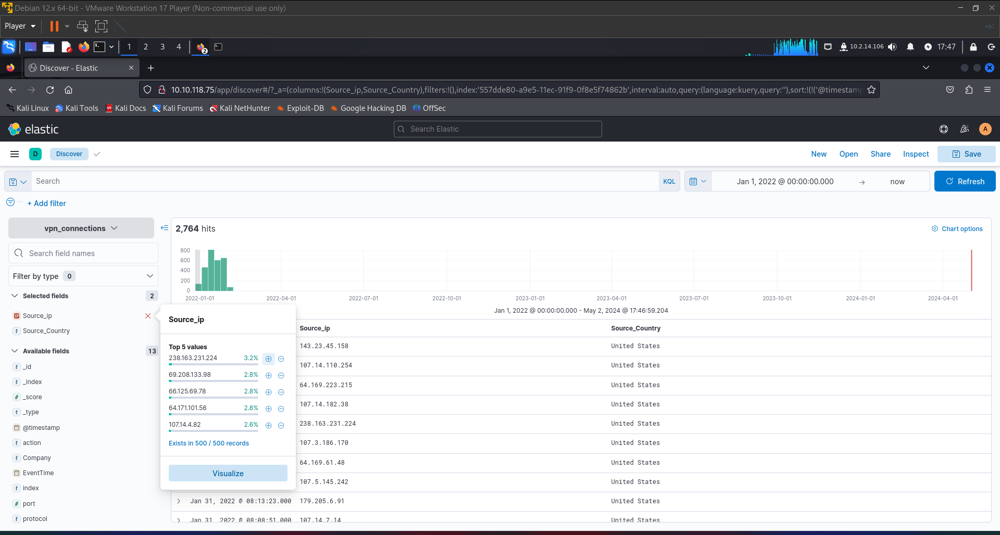 Debian 12.x 64-bit - VMware Workstation 17 Player (Non-commercial use only)
Player
1 2 3 4 2 10.2.14.106 17:47
Discover - Elastic
10.10.118.75/app/discover#/?_a=(columns:!(Source_ip,Source_Country),filters:!(),index:'557dde80-a9e5-11ec-91f9-0f8e5f74862b',interval:auto,query:(language:kuery,query:''),sort:!(!('@timestamp
Kali Linux Kali Tools Kali Docs Kali Forums Kali NetHunter Exploit-DB Google Hacking DB OffSec
elastic Search Elastic A
D Discover New Open Share Inspect Save
Search KQL Jan 1, 2022 @ 00:00:00.000 → now Refresh
+ Add filter
vpn_connections
Search field names
Filter by type 0
Selected fields 2
IP Source_ip
t Source_Country
Available fields 13
t _id
t _index
# _score
t _type
@timestamp
t action
t Company
EventTime
t index
# port
t protocol
2,764 hits Chart options
800
600
400
200
0
2022-01-01 2022-04-01 2022-07-01 2022-10-01 2023-01-01 2023-04-01 2023-07-01 2023-10-01 2024-01-01 2024-04-01
Jan 1, 2022 @ 00:00:00.000 - May 2, 2024 @ 17:46:59.204
Source_ip
Top 5 values
238.163.231.224 3.2%
69.208.133.98 2.8%
66.125.69.78 2.8%
64.171.101.56 2.8%
107.14.4.82 2.6%
Exists in 500 / 500 records
Visualize
Source_ip Source_Country
143.23.45.158 United States
107.14.110.254 United States
64.169.223.215 United States
107.14.182.38 United States
238.163.231.224 United States
107.3.186.170 United States
64.169.61.48 United States
107.5.145.242 United States
Jan 31, 2022 @ 08:13:23.000 179.205.6.91 United States
Jan 31, 2022 @ 08:08:51.000 107.14.7.14 United States